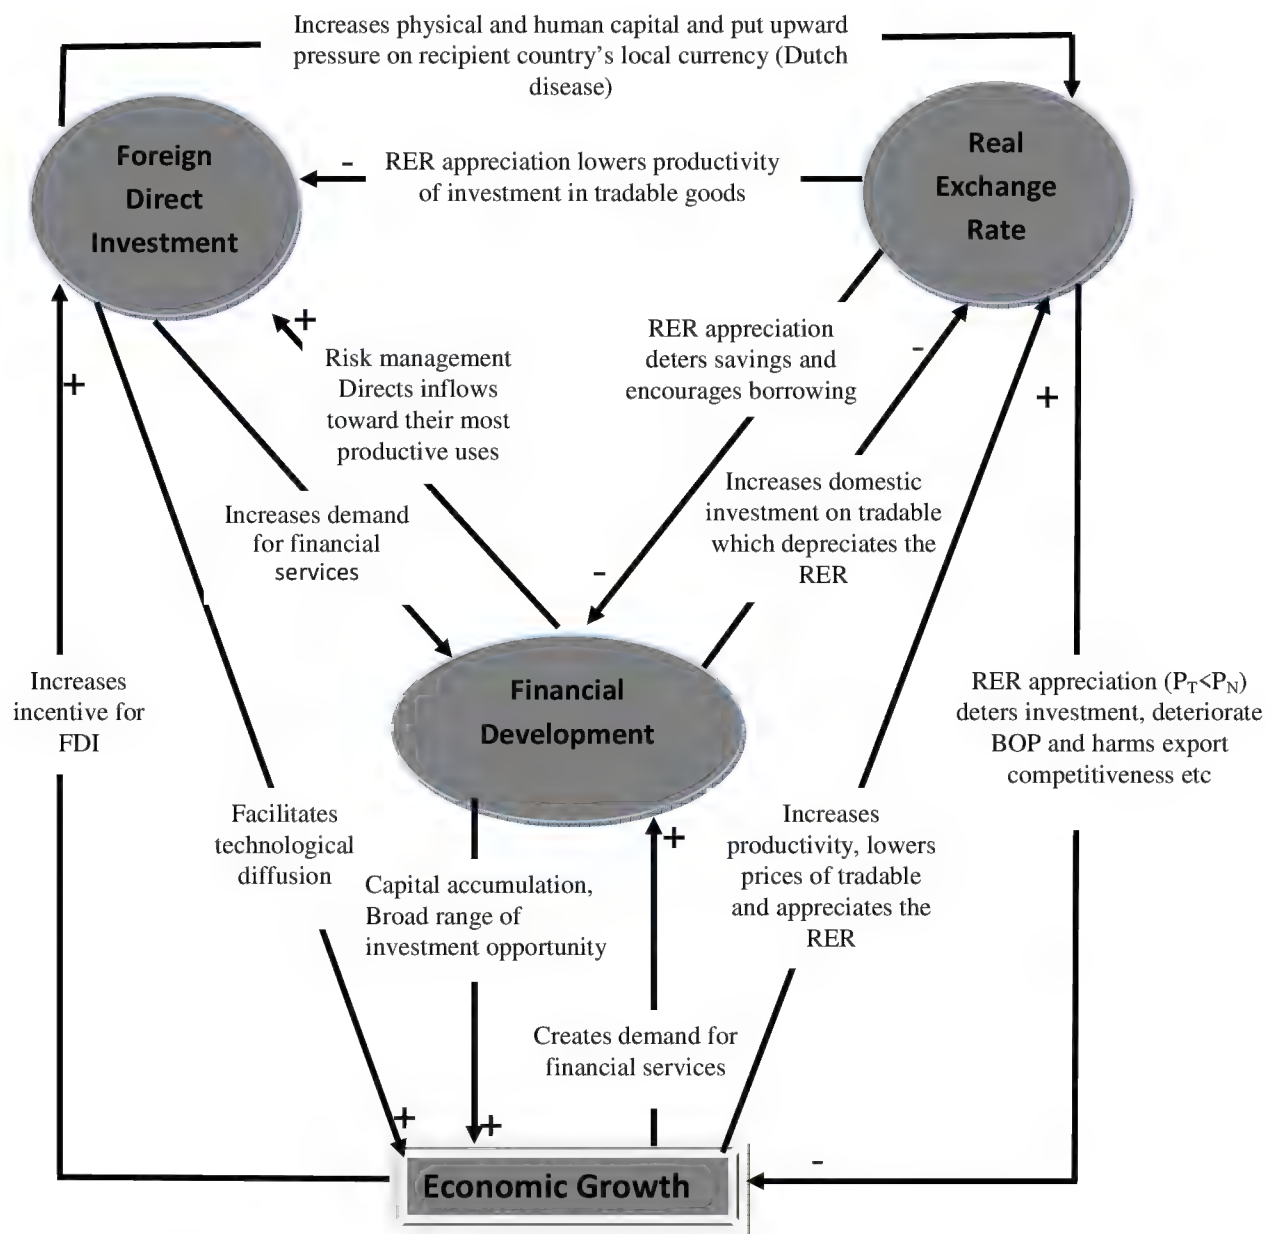 Increases physical and human capital and put upward
pressure on recipient country's local currency (Dutch
disease)
Foreign
Direct
Investment
Real
Exchange
Rate
-
RER appreciation lowers productivity
of investment in tradable goods
+
Risk management
Directs inflows
toward their most
productive uses
RER appreciation
deters savings and
encourages borrowing
-
+
+
Increases demand
for financial
services
Increases domestic
investment on tradable
which depreciates the
RER
-
Financial
Development
Increases
incentive for
FDI
RER appreciation (P_T<P_N)
deters investment, deteriorate
BOP and harms export
competitiveness etc
Facilitates
technological
diffusion
Capital accumulation,
Broad range of
investment opportunity
+
Increases
productivity, lowers
prices of tradable
and appreciates the
RER
Creates demand for
financial services
+
+
-
Economic Growth